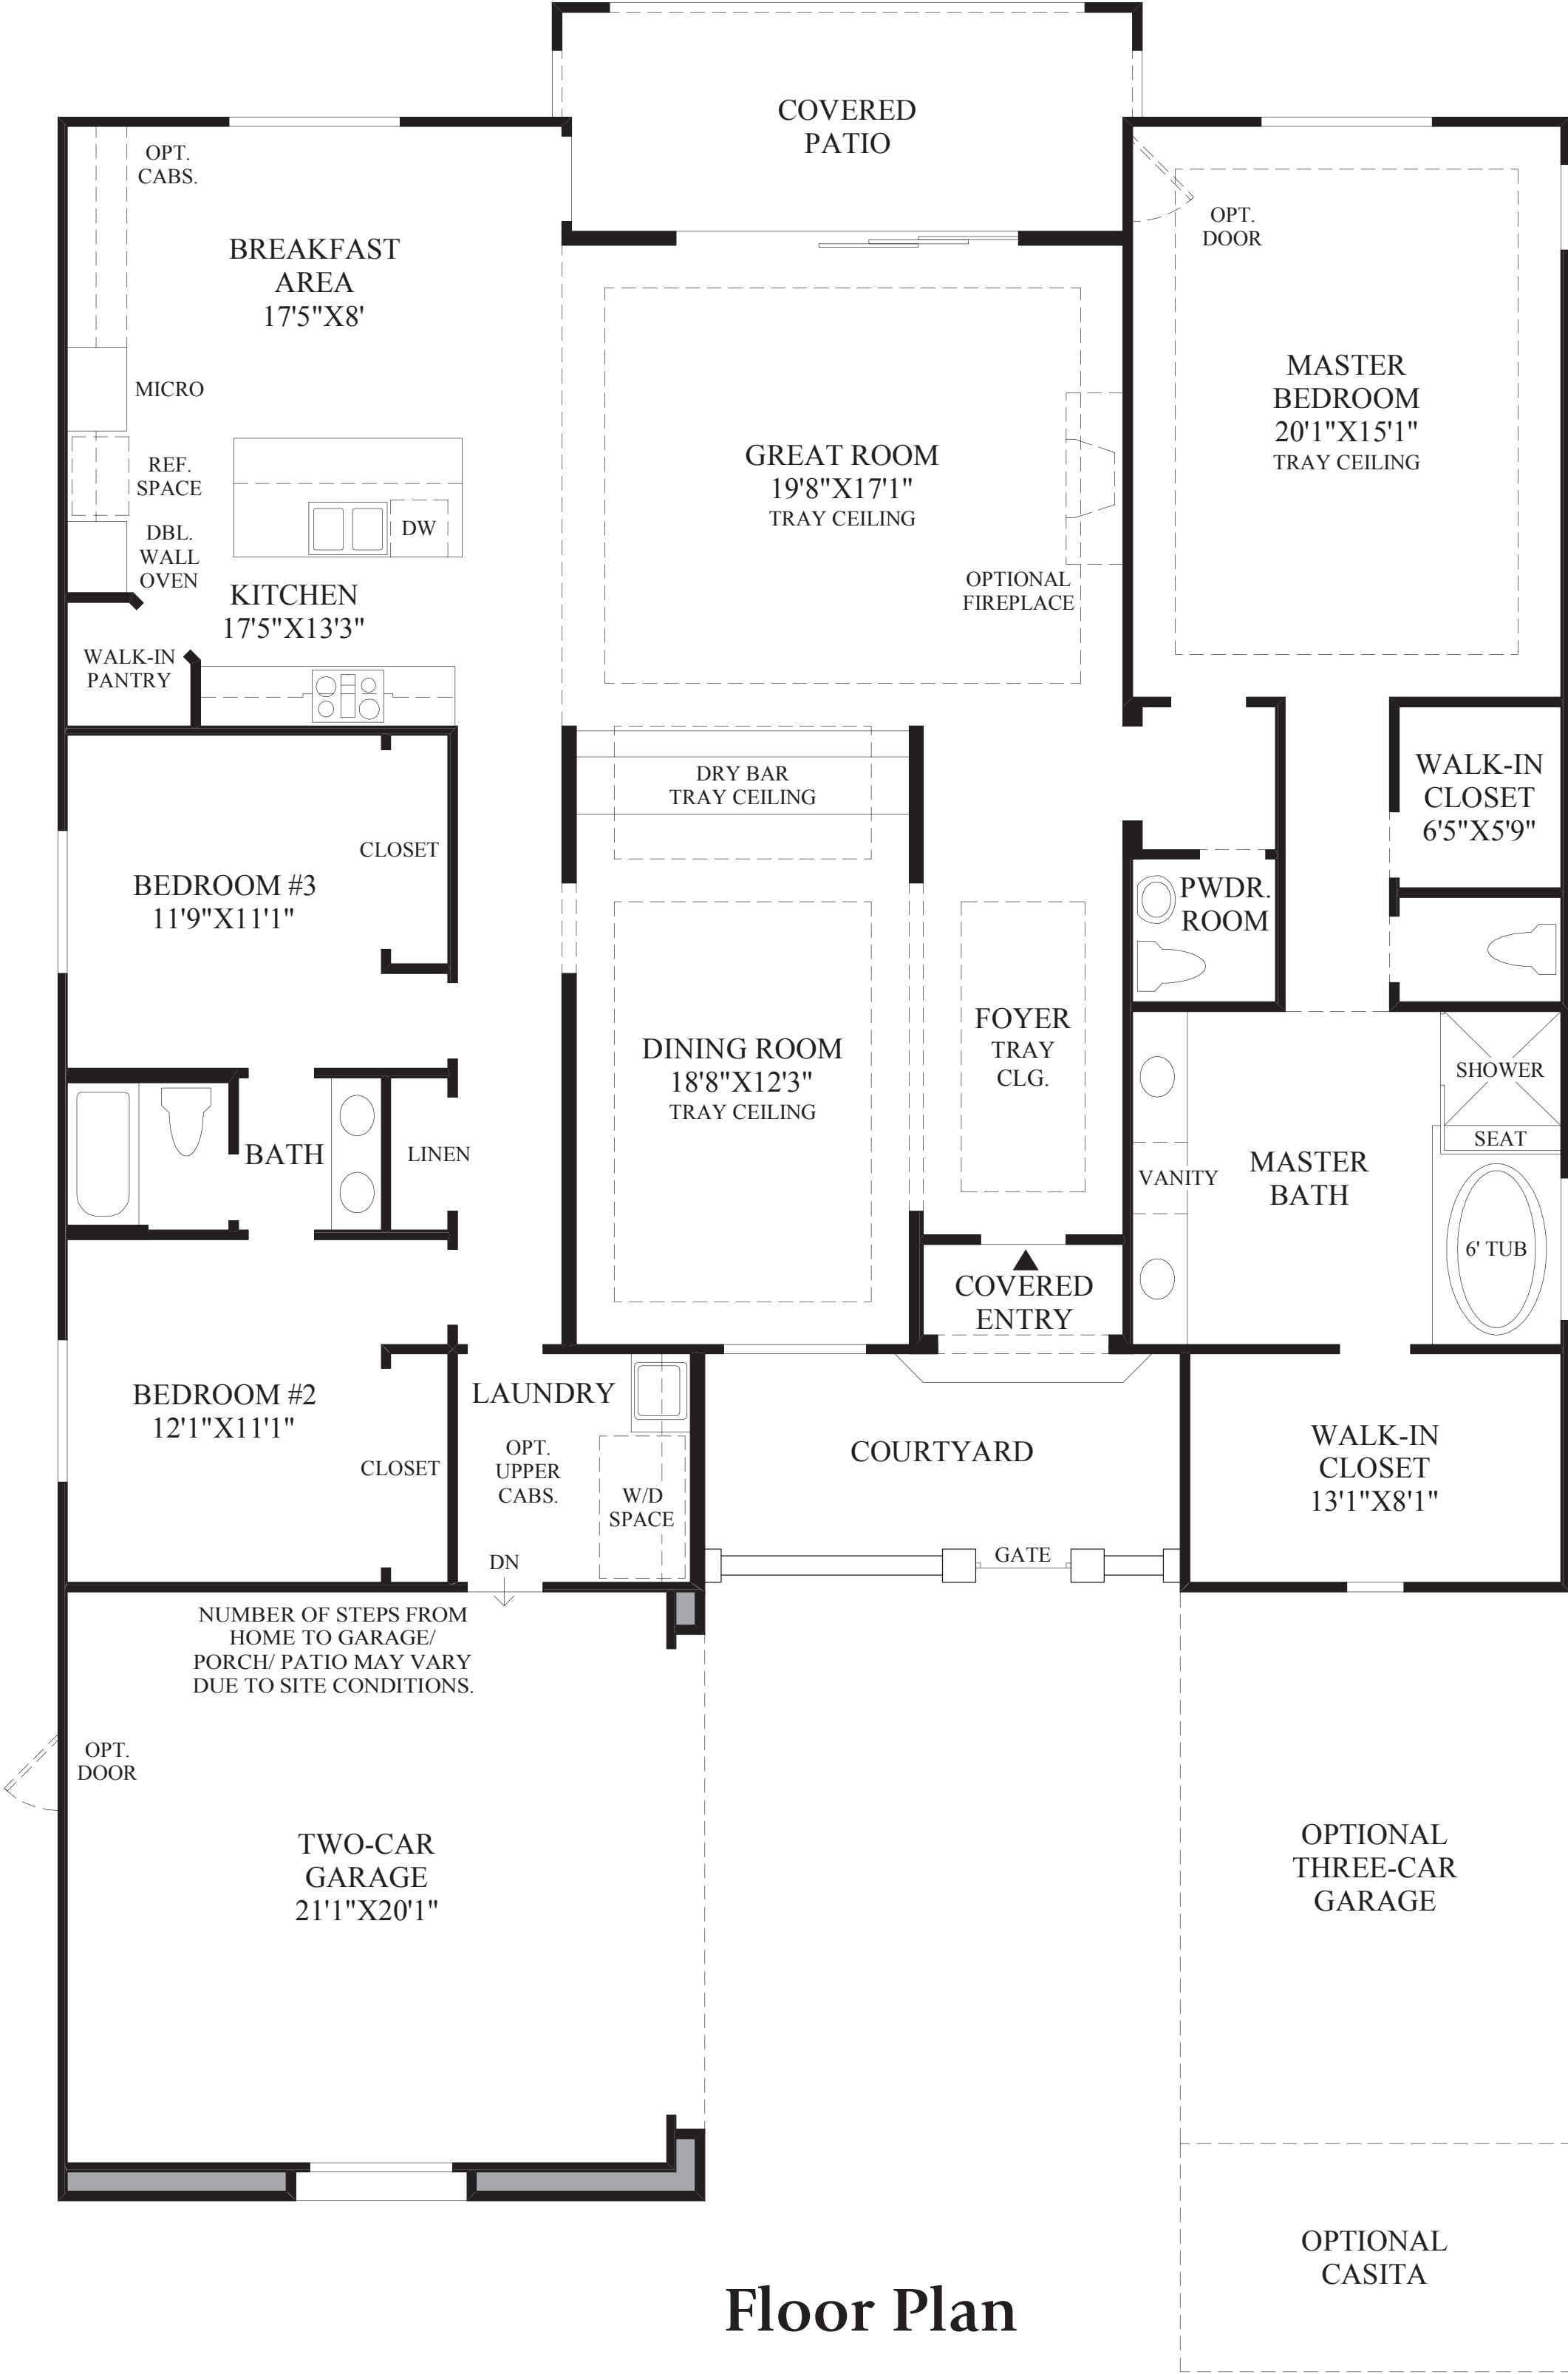 COVERED
PATIO
OPT.
CABS.
BREAKFAST
AREA
17'5"X8'
OPT.
DOOR
MICRO
REF.
SPACE
DBL.
WALL
OVEN
DW
KITCHEN
17'5"X13'3"
WALK-IN
PANTRY
GREAT ROOM
19'8"X17'1"
TRAY CEILING
OPTIONAL
FIREPLACE
MASTER
BEDROOM
20'1"X15'1"
TRAY CEILING
DRY BAR
TRAY CEILING
WALK-IN
CLOSET
6'5"X5'9"
CLOSET
BEDROOM #3
11'9"X11'1"
PWDR.
ROOM
DINING ROOM
18'8"X12'3"
TRAY CEILING
FOYER
TRAY
CLG.
SHOWER
SEAT
BATH
LINEN
VANITY
MASTER
BATH
6' TUB
COVERED
ENTRY
BEDROOM #2
12'1"X11'1"
CLOSET
LAUNDRY
OPT.
UPPER
CABS.
W/D
SPACE
DN
COURTYARD
GATE
WALK-IN
CLOSET
13'1"X8'1"
NUMBER OF STEPS FROM
HOME TO GARAGE/
PORCH/ PATIO MAY VARY
DUE TO SITE CONDITIONS.
OPT.
DOOR
TWO-CAR
GARAGE
21'1"X20'1"
OPTIONAL
THREE-CAR
GARAGE
OPTIONAL
CASITA
Floor Plan